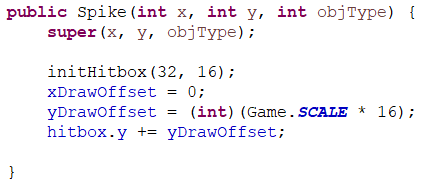 public Spike(int x, int y, int objType) {
    super(x, y, objType);

    initHitbox(32, 16);
    xDrawOffset = 0;
    yDrawOffset = (int)(Game.SCALE * 16);
    hitbox.y += yDrawOffset;

}